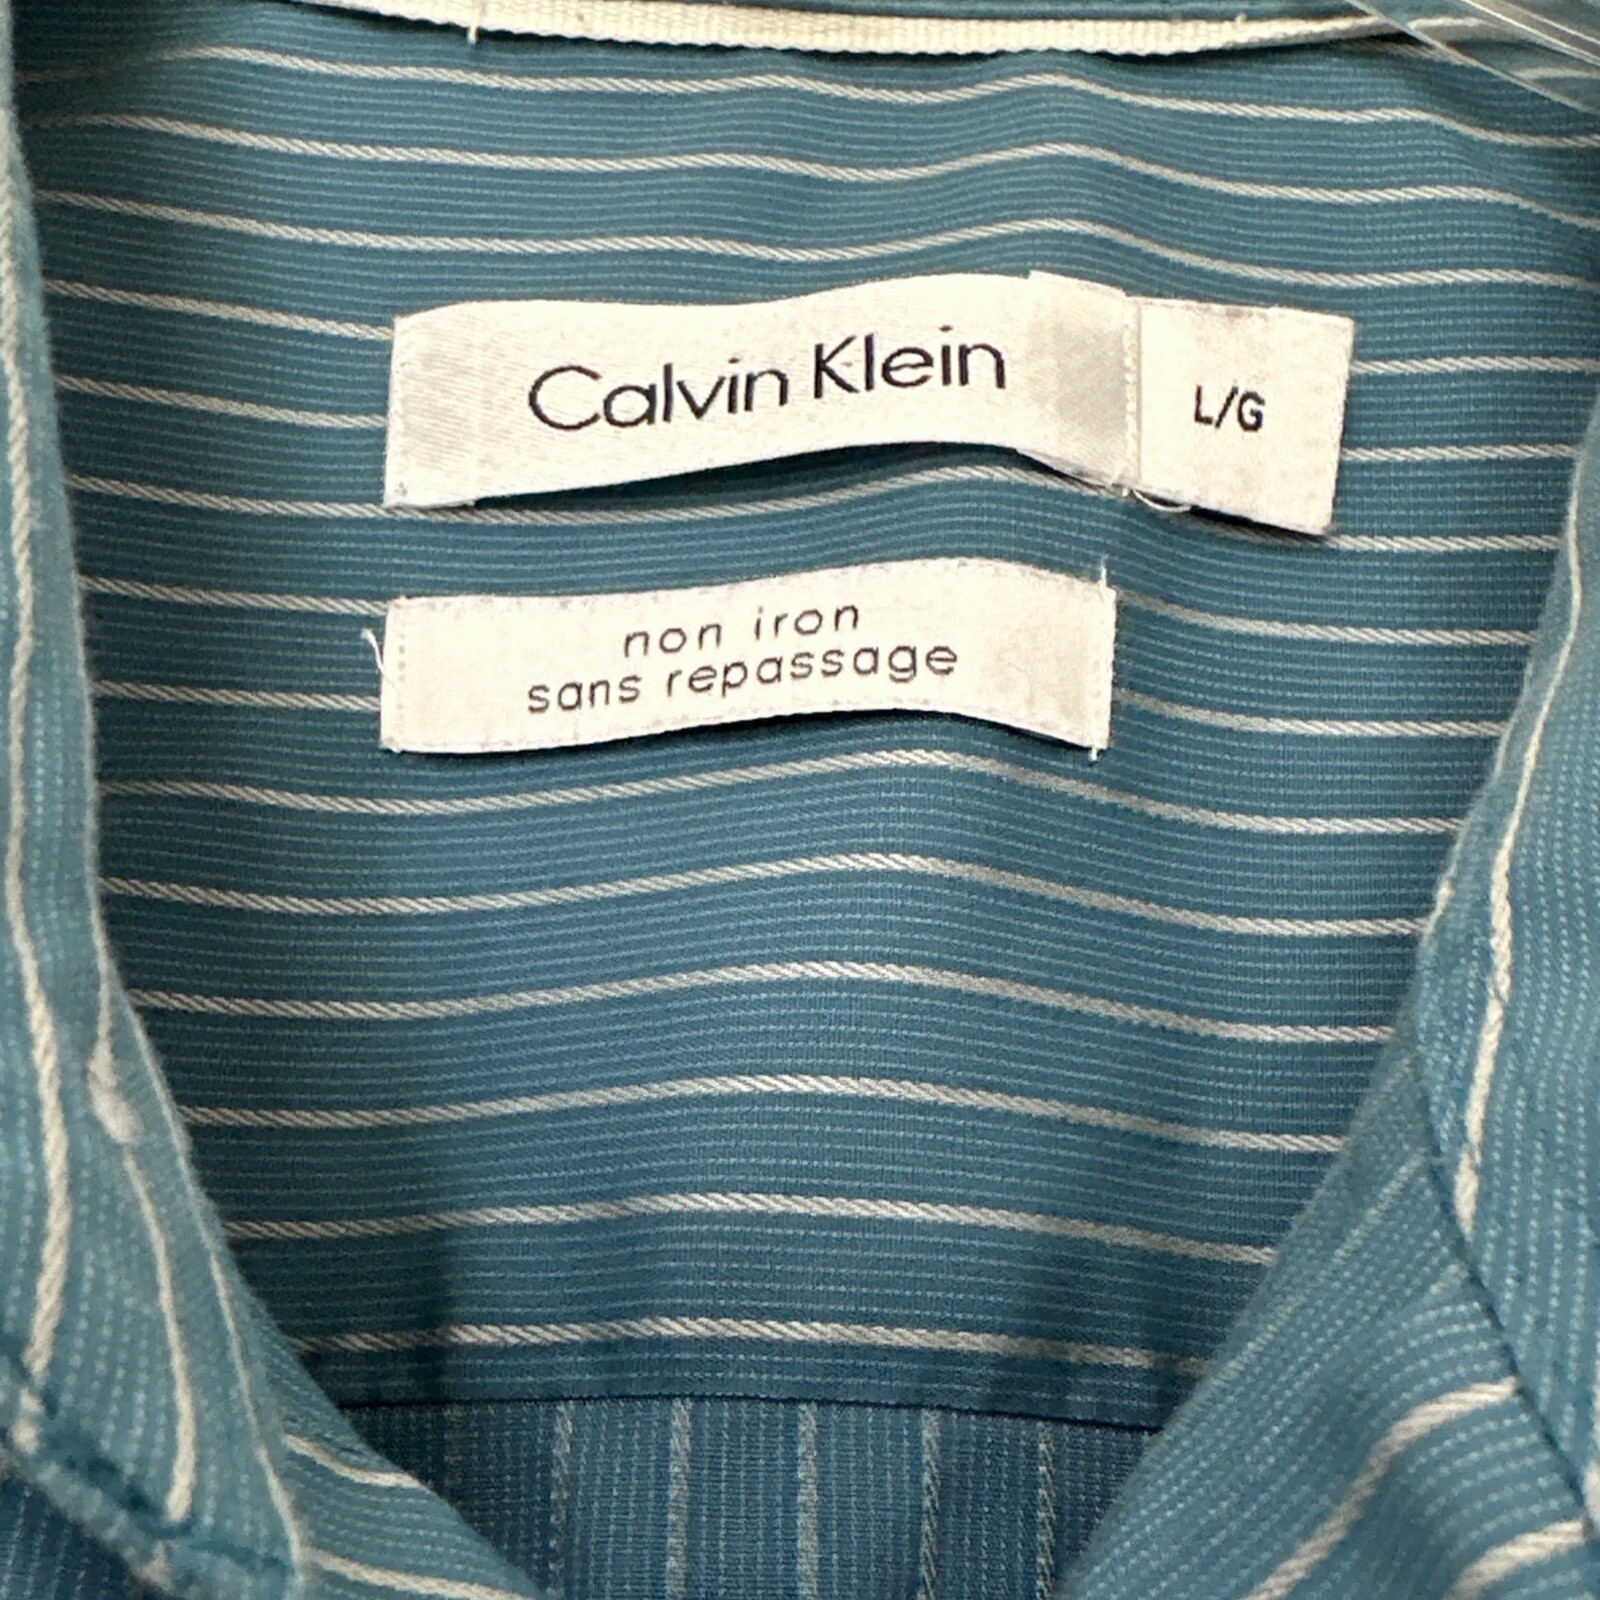 Calvin Klein
L/G
non iron
sans repassage